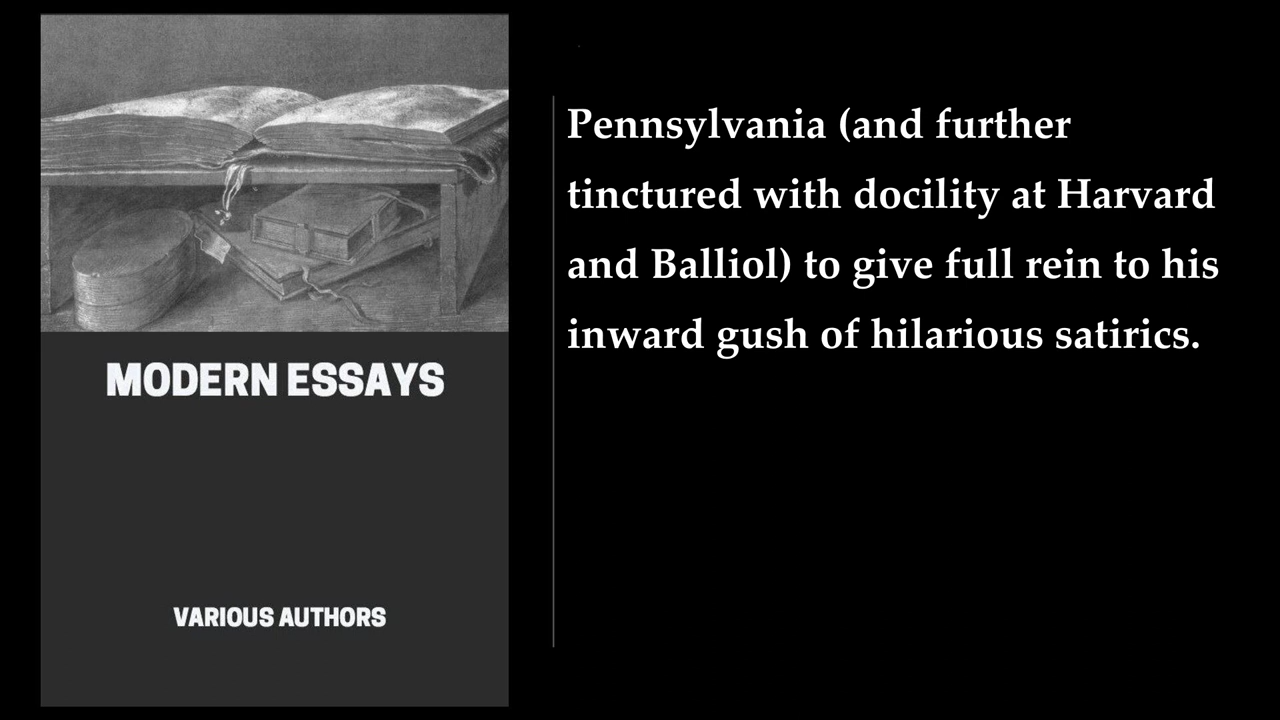 MODERN ESSAYS
VARIOUS AUTHORS
Pennsylvania (and further
tinctured with docility at Harvard
and Balliol) to give full rein to his
inward gush of hilarious satirics.